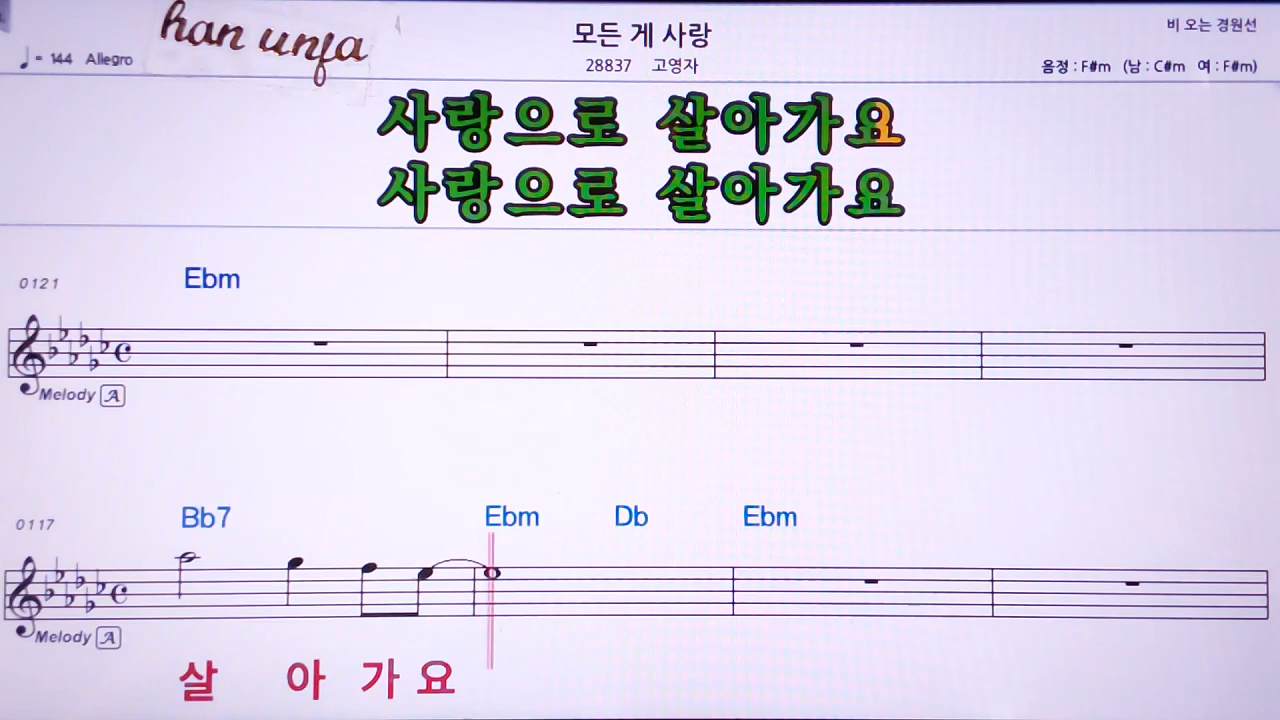 han unja
모든 게 사랑
비 오는 경원선
♩= 144 Allegro
28837 고영자
음정 : F#m (남 : C#m 여 : F#m)
사랑으로 살아가요
사랑으로 살아가요
0121
Ebm
Melody A
0117
Bb7 Ebm Db Ebm
Melody A
살 아 가 요